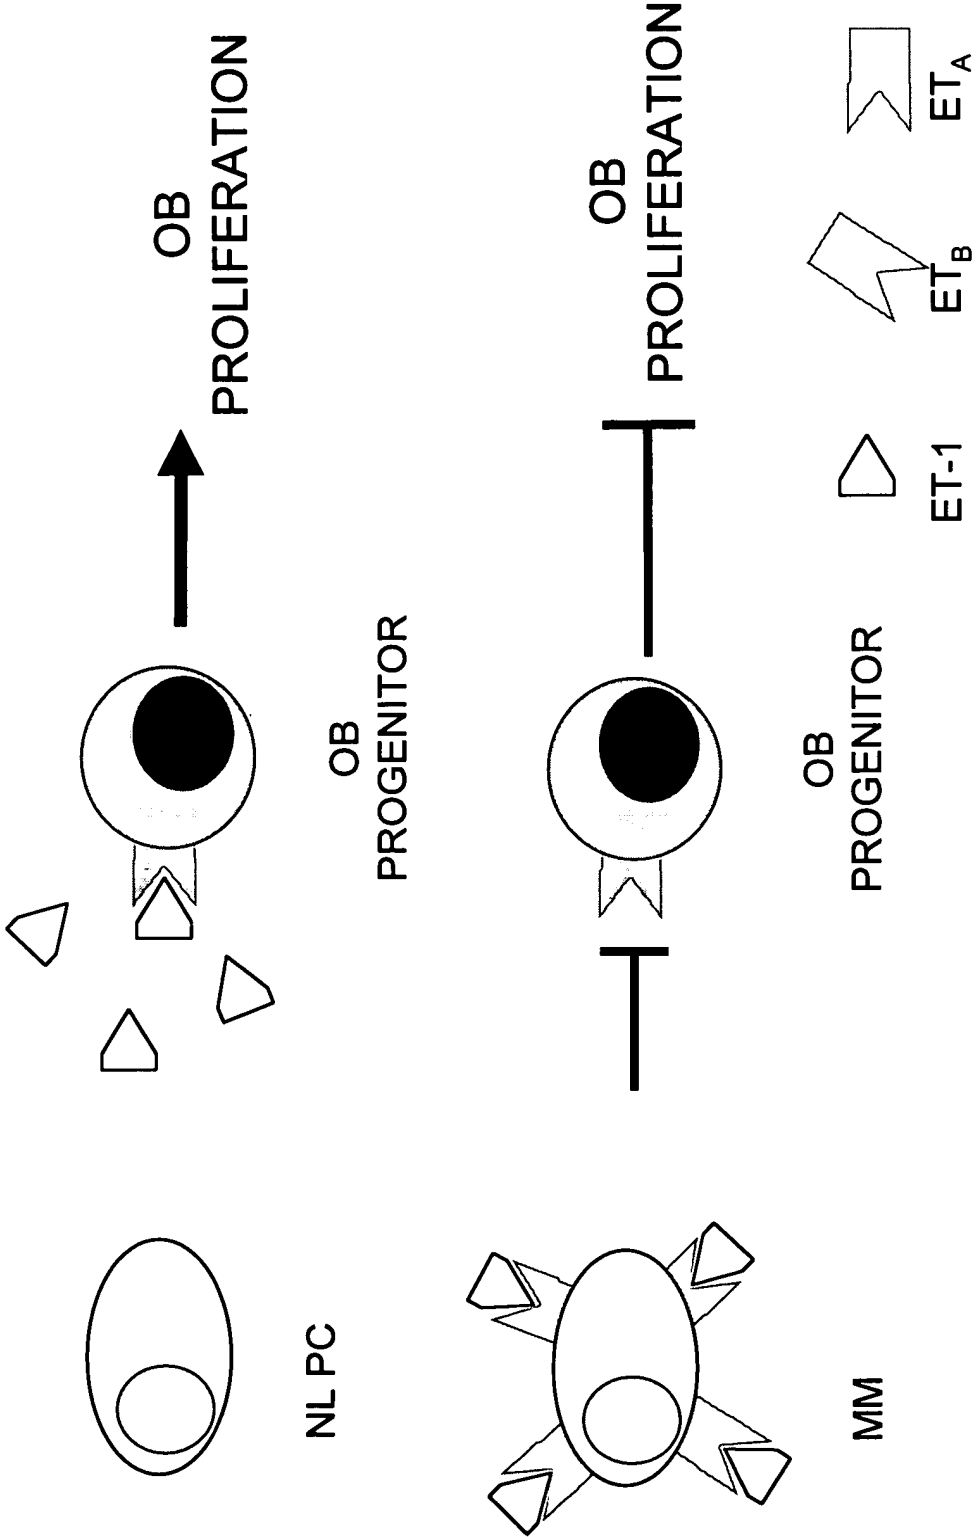 NL PC
OB
PROGENITOR
OB
PROLIFERATION
MM
OB
PROGENITOR
OB
PROLIFERATION
ET-1
ET_B
ET_A